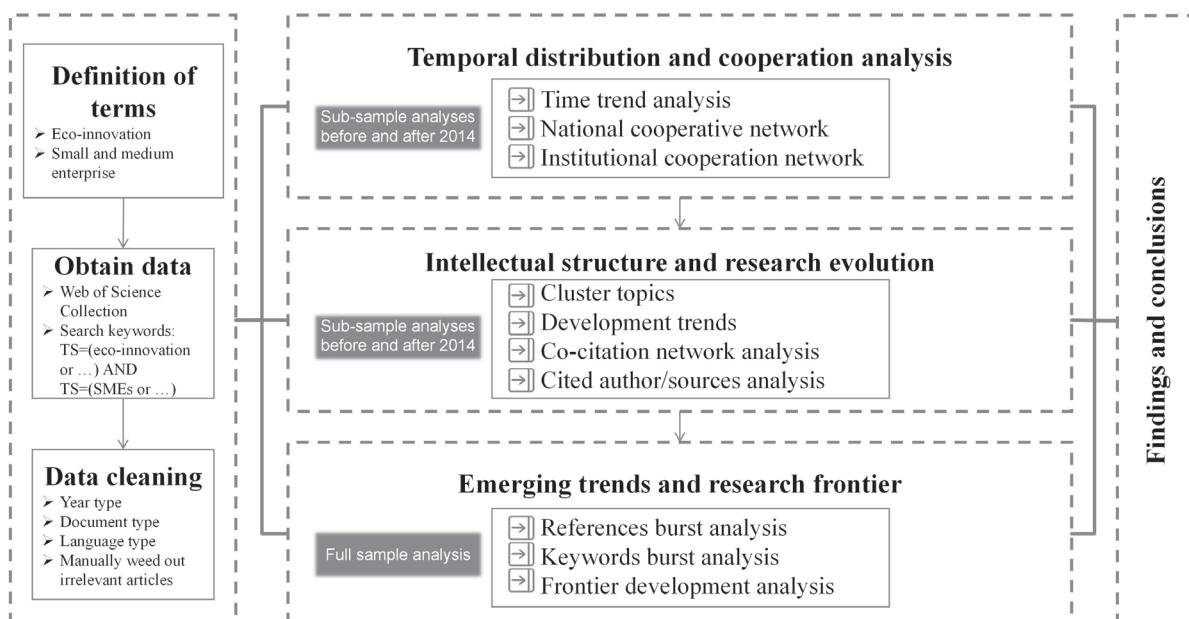 Definition of
terms
➢ Eco-innovation
➢ Small and medium
enterprise
Obtain data
➢ Web of Science
Collection
➢ Search keywords:
TS=(eco-innovation
or …) AND
TS=(SMEs or …)
Data cleaning
➢ Year type
➢ Document type
➢ Language type
➢ Manually weed out
irrelevant articles
Temporal distribution and cooperation analysis
Sub-sample analyses
before and after 2014
Time trend analysis
National cooperative network
Institutional cooperation network
Intellectual structure and research evolution
Sub-sample analyses
before and after 2014
Cluster topics
Development trends
Co-citation network analysis
Cited author/sources analysis
Emerging trends and research frontier
Full sample analysis
References burst analysis
Keywords burst analysis
Frontier development analysis
Findings and conclusions